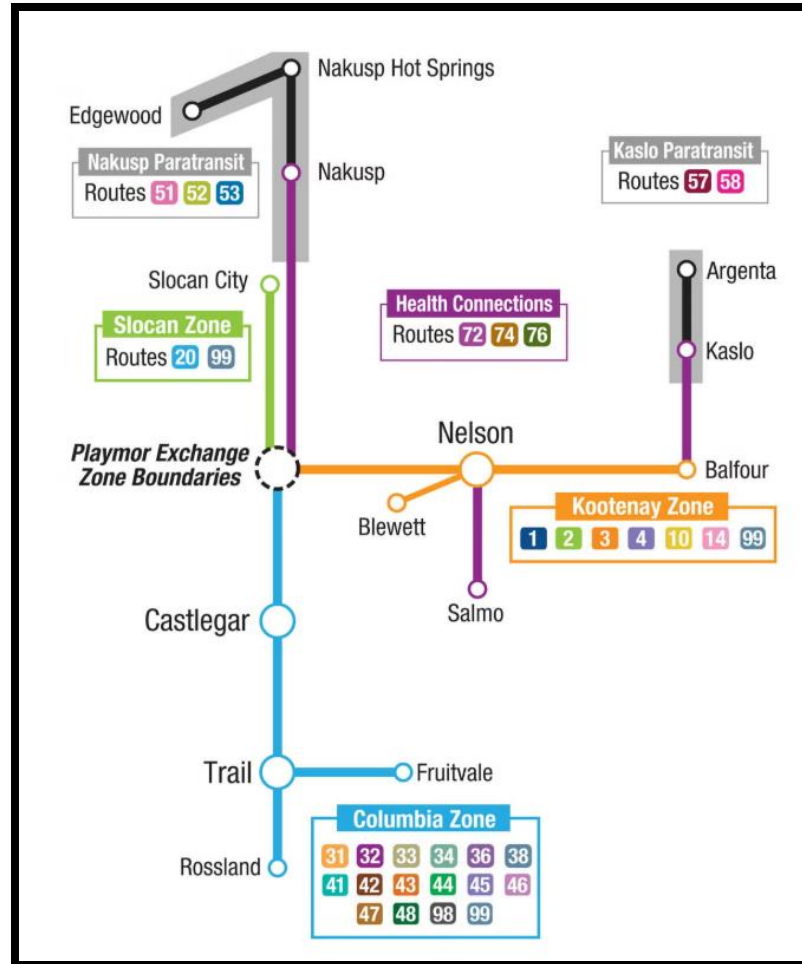 Nakusp Hot Springs
Edgewood
Nakusp Paratransit
Routes 51 52 53
Nakusp
Kaslo Paratransit
Routes 57 58
Slocan City
Argenta
Slocan Zone
Routes 20 99
Health Connections
Routes 72 74 76
Kaslo
Playmor Exchange
Zone Boundaries
Nelson
Balfour
Blewett
Kootenay Zone
1 2 3 4 10 14 99
Salmo
Castlegar
Trail
Fruitvale
Rossland
Columbia Zone
31 32 33 34 36 38
41 42 43 44 45 46
47 48 98 99